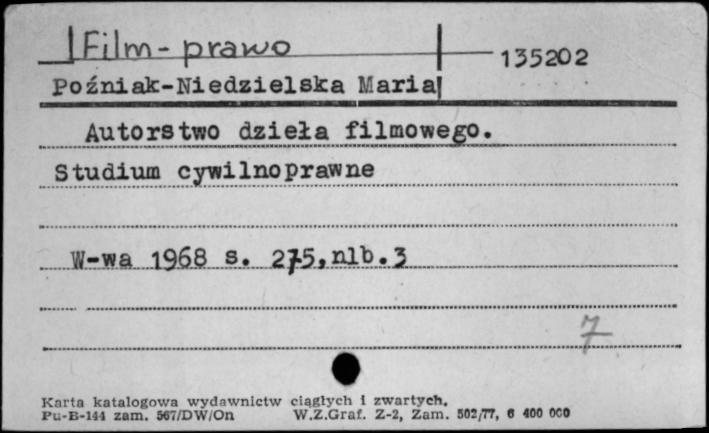 Film - prawo
135202
Poźniak-Niedzielska Maria
Autorstwo dzieła filmowego.
Studium cywilnoprawne
W-wa 1968 s. 275,nlb.3
7
Karta katalogowa wydawnictw ciągłych i zwartych.
Pu-B-144 zam. 567/DW/On W.Z.Graf. Z-2, Zam. 502/77, 6 400 000